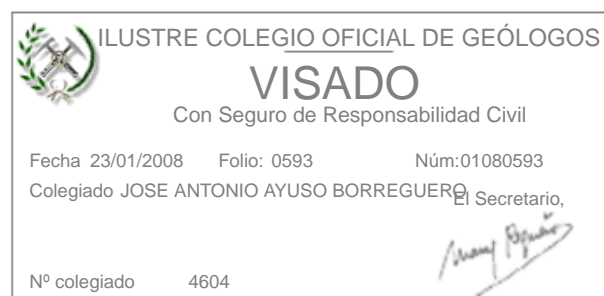 ILUSTRE COLEGIO OFICIAL DE GEÓLOGOS
VISADO
Con Seguro de Responsabilidad Civil
Fecha 23/01/2008 Folio: 0593 Núm:01080593
Colegiado JOSE ANTONIO AYUSO BORREGUERO
El Secretario,
Nº colegiado 4604